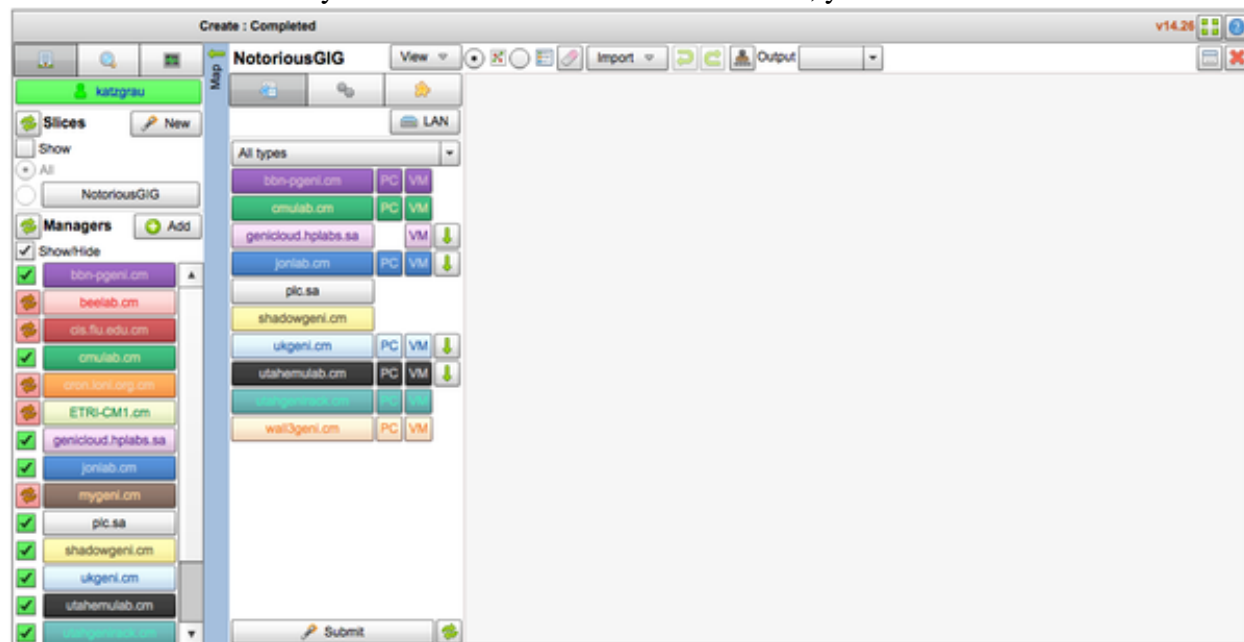 Create : Completed
v14.26
katzgrau
Slices
New
Show
All
NotoriousGIG
Managers
Add
Show/Hide
bbn-pgeni.cm
beelab.cm
cis.fiu.edu.cm
cmulab.cm
cron.loni.org.cm
ETRI-CM1.cm
genicloud.hplabs.sa
jonlab.cm
mygeni.cm
plc.sa
shadowgeni.cm
ukgeni.cm
utahemulab.cm
utahgenirack.cm
Map
NotoriousGIG
View
Import
Output
LAN
All types
bbn-pgeni.cm PC VM
cmulab.cm PC VM
genicloud.hplabs.sa VM
jonlab.cm PC VM
plc.sa
shadowgeni.cm
ukgeni.cm PC VM
utahemulab.cm PC VM
utahgenirack.cm PC VM
wall3geni.cm PC VM
Submit